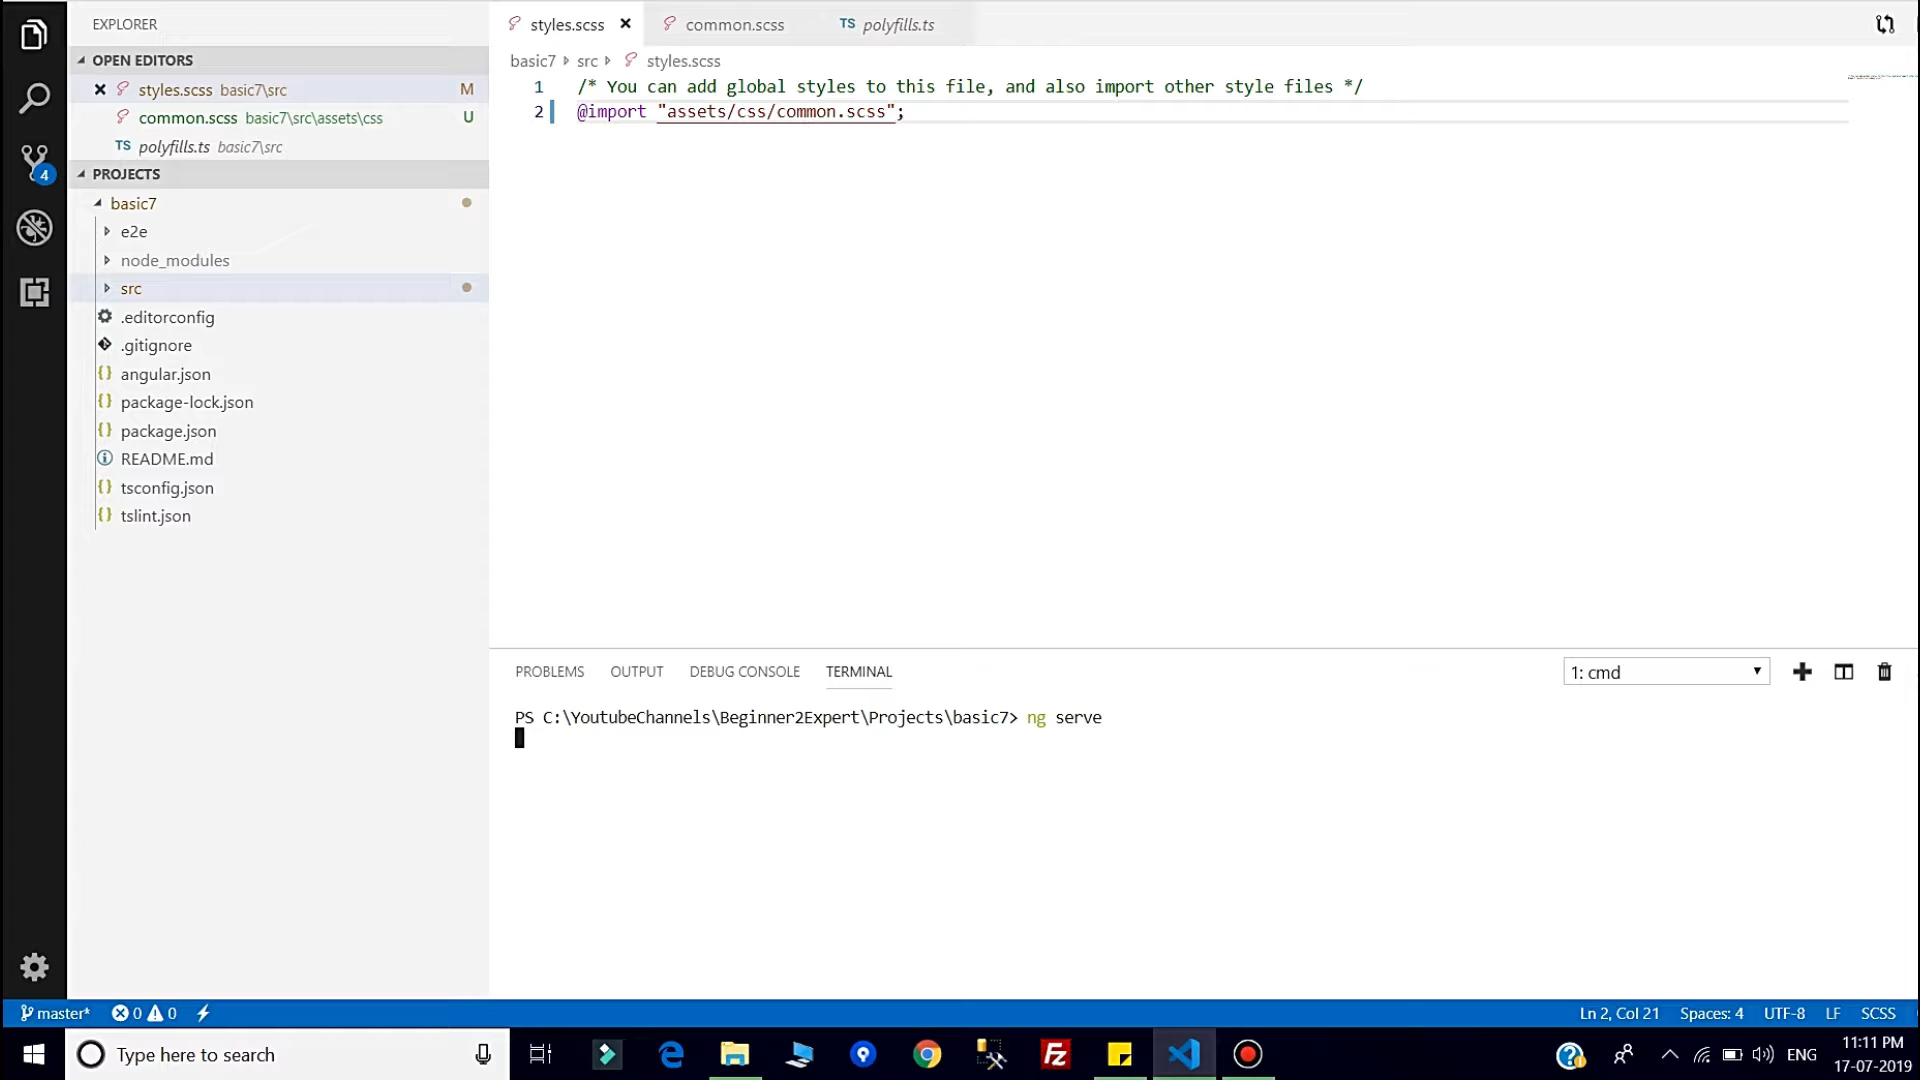 EXPLORER
OPEN EDITORS
styles.scss basic7\src M
common.scss basic7\src\assets\css U
TS polyfills.ts basic7\src
PROJECTS
basic7
e2e
node_modules
src
.editorconfig
.gitignore
angular.json
package-lock.json
package.json
README.md
tsconfig.json
tslint.json
4
styles.scss common.scss TS polyfills.ts
basic7 src styles.scss
1 /* You can add global styles to this file, and also import other style files */
2 @import "assets/css/common.scss";
PROBLEMS OUTPUT DEBUG CONSOLE TERMINAL 1: cmd
PS C:\YoutubeChannels\Beginner2Expert\Projects\basic7> ng serve
master* 0 0 Ln 2, Col 21 Spaces: 4 UTF-8 LF SCSS
Type here to search
ENG
11:11 PM
17-07-2019